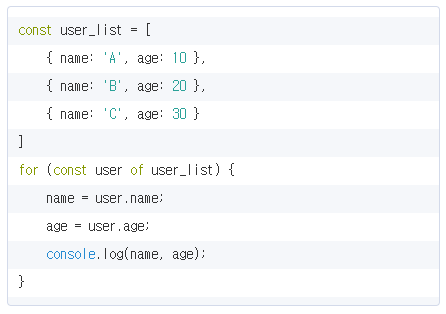 const user_list = [
    { name: 'A', age: 10 },
    { name: 'B', age: 20 },
    { name: 'C', age: 30 }
]
for (const user of user_list) {
    name = user.name;
    age = user.age;
    console.log(name, age);
}